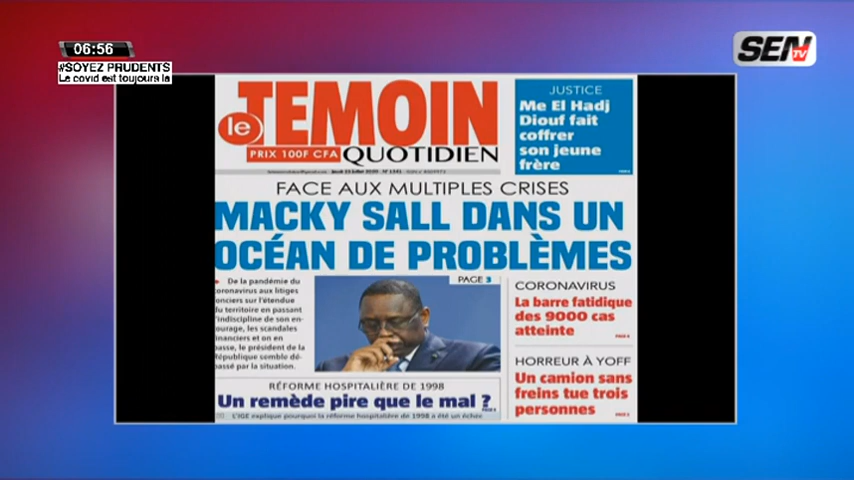 06:56
#SOYEZ PRUDENTS
Le covid est toujours la
SEN TV
le TEMOIN
PRIX 100F CFA QUOTIDIEN
JUSTICE
Me El Hadj
Diouf fait
coffrer
son jeune
frère
FACE AUX MULTIPLES CRISES
MACKY SALL DANS UN
OCÉAN DE PROBLÈMES
PAGE 3
De la pandémie du
coronavirus aux litiges
onciers sur l'étendue
du territoire en passant
'indiscipline de son en-
ourage, les scandales
inanciers et on en
passe, le président de la
République semble dé-
passé par la situation.
CORONAVIRUS
La barre fatidique
des 9000 cas
atteinte
HORREUR À YOFF
Un camion sans
freins tue trois
personnes
RÉFORME HOSPITALIÈRE DE 1998
Un remède pire que le mal ?
L'IGE explique pourquoi la réforme hospitalière de 1998 a été un échec